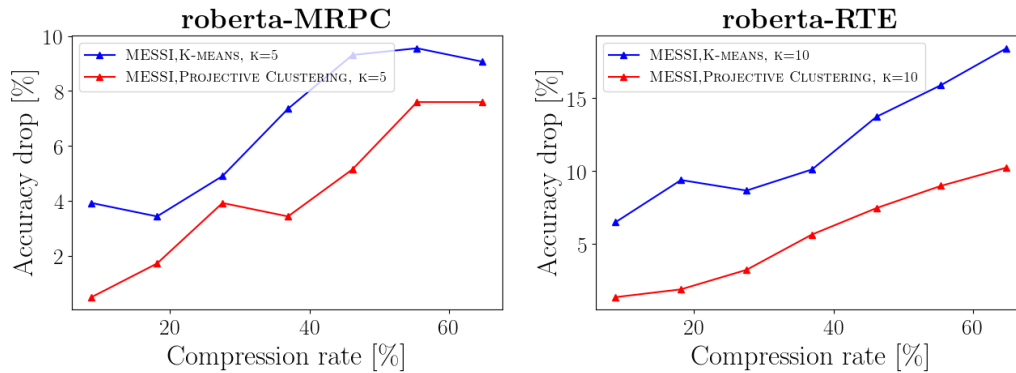 roberta-MRPC
10
8
6
4
2
20
40
60
Accuracy drop [%]
Compression rate [%]
MESSI,K-MEANS, K=5
MESSI,PROJECTIVE CLUSTERING, K=5
roberta-RTE
15
10
5
20
40
60
Accuracy drop [%]
Compression rate [%]
MESSI,K-MEANS, K=10
MESSI,PROJECTIVE CLUSTERING, K=10